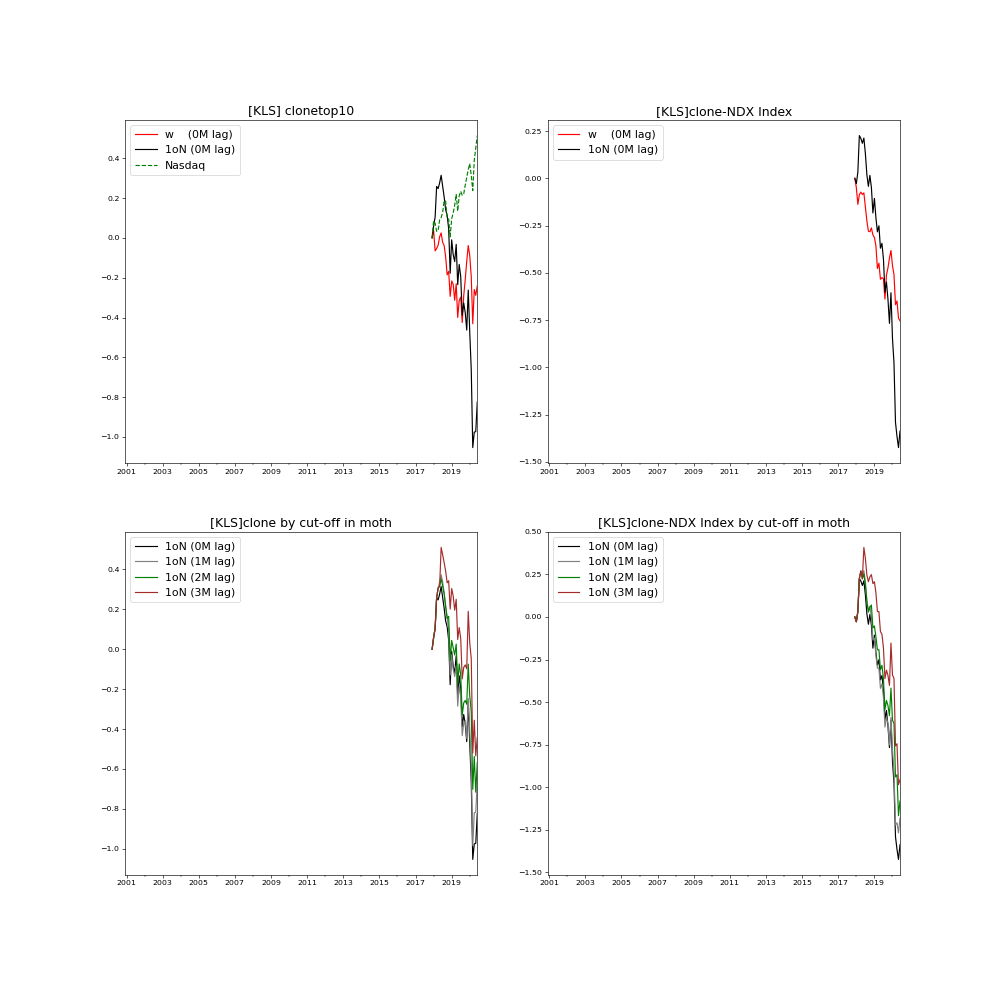 [KLS] clonetop10
w (0M lag)
1oN (0M lag)
Nasdaq
0.4
0.2
0.0
−0.2
−0.4
−0.6
−0.8
−1.0
2001 2003 2005 2007 2009 2011 2013 2015 2017 2019
[KLS]clone-NDX Index
w (0M lag)
1oN (0M lag)
0.25
0.00
−0.25
−0.50
−0.75
−1.00
−1.25
−1.50
2001 2003 2005 2007 2009 2011 2013 2015 2017 2019
[KLS]clone by cut-off in moth
1oN (0M lag)
1oN (1M lag)
1oN (2M lag)
1oN (3M lag)
0.4
0.2
0.0
−0.2
−0.4
−0.6
−0.8
−1.0
2001 2003 2005 2007 2009 2011 2013 2015 2017 2019
[KLS]clone-NDX Index by cut-off in moth
1oN (0M lag)
1oN (1M lag)
1oN (2M lag)
1oN (3M lag)
0.50
0.25
0.00
−0.25
−0.50
−0.75
−1.00
−1.25
−1.50
2001 2003 2005 2007 2009 2011 2013 2015 2017 2019